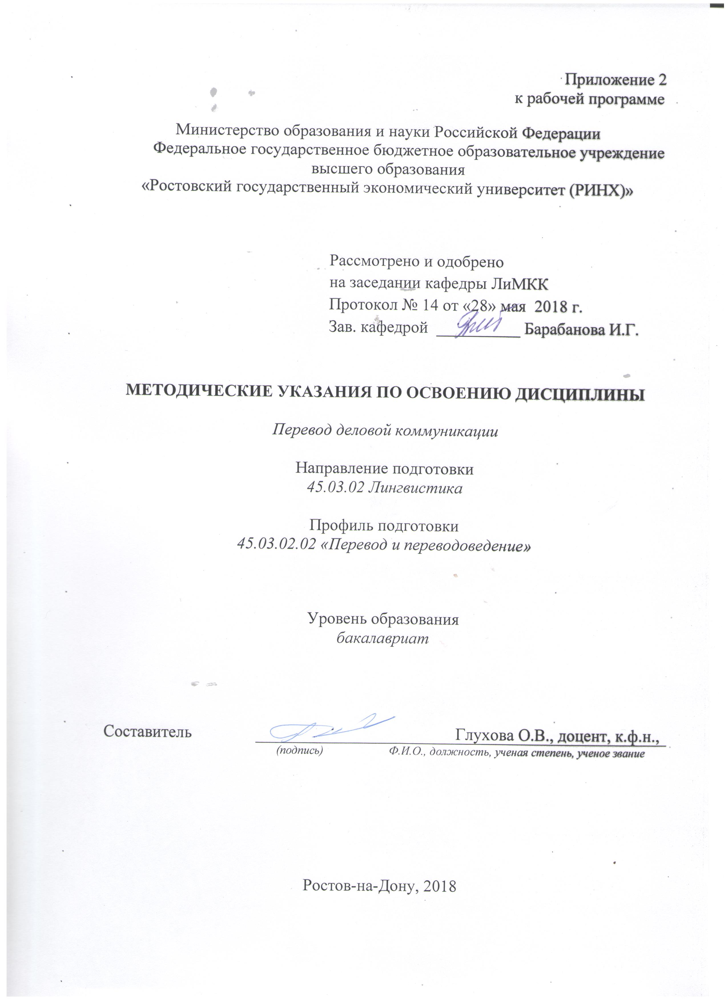 Приложение 2
к рабочей программе
Министерство образования и науки Российской Федерации
Федеральное государственное бюджетное образовательное учреждение
высшего образования
«Ростовский государственный экономический университет (РИНХ)»
Рассмотрено и одобрено
на заседании кафедры ЛиМКК
Протокол № 14 от «28» мая 2018 г.
Зав. кафедрой __________ Барабанова И.Г.
МЕТОДИЧЕСКИЕ УКАЗАНИЯ ПО ОСВОЕНИЮ ДИСЦИПЛИНЫ
Перевод деловой коммуникации
Направление подготовки
45.03.02 Лингвистика
Профиль подготовки
45.03.02.02 «Перевод и переводоведение»
Уровень образования
бакалавриат
Составитель Глухова О.В., доцент, к.ф.н.,
(подпись) Ф.И.О., должность, ученая степень, ученое звание
Ростов-на-Дону, 2018